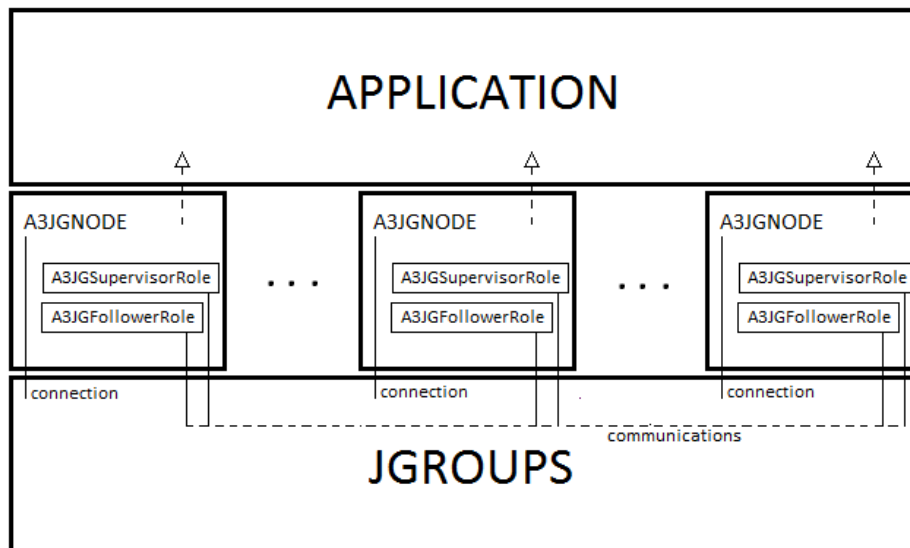 APPLICATION
A3JGNODE
A3JGNODE
A3JGNODE
A3JGSupervisorRole
A3JGSupervisorRole
A3JGSupervisorRole
. . .
. . .
A3JGFollowerRole
A3JGFollowerRole
A3JGFollowerRole
connection
connection
connection
communications
JGROUPS